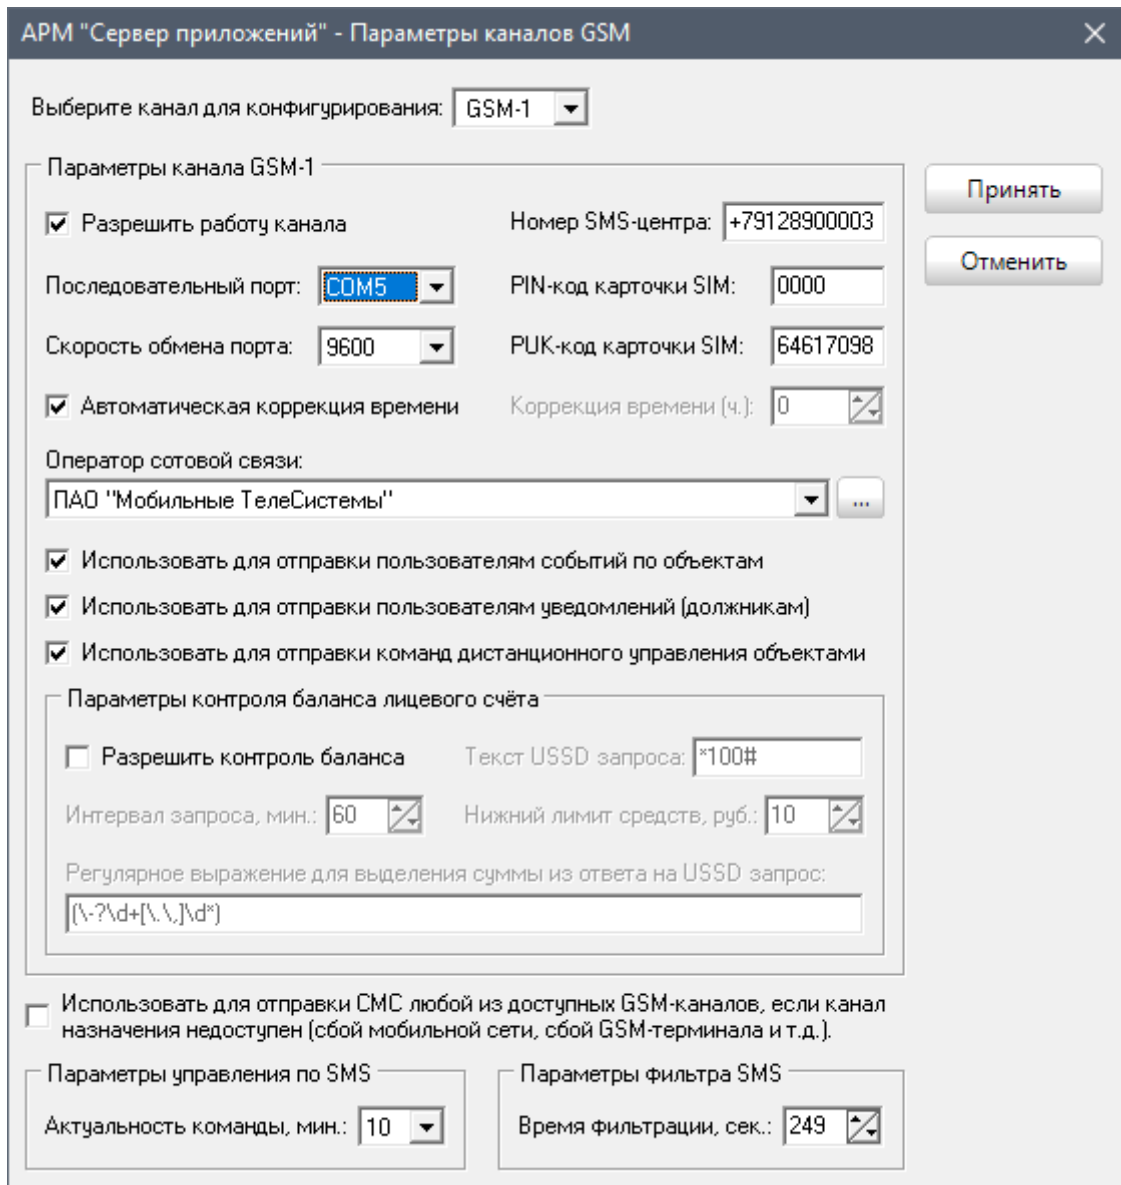 АРМ "Сервер приложений" - Параметры каналов GSM
Выберите канал для конфигурирования: GSM-1
Параметры канала GSM-1
Принять
Разрешить работу канала
Номер SMS-центра: +79128900003
Отменить
Последовательный порт: COM5
PIN-код карточки SIM: 0000
Скорость обмена порта: 9600
PUK-код карточки SIM: 64617098
Автоматическая коррекция времени
Коррекция времени (ч.): 0
Оператор сотовой связи:
ПАО "Мобильные ТелеСистемы"
...
Использовать для отправки пользователям событий по объектам
Использовать для отправки пользователям уведомлений (должникам)
Использовать для отправки команд дистанционного управления объектами
Параметры контроля баланса лицевого счёта
Разрешить контроль баланса
Текст USSD запроса: *100#
Интервал запроса, мин.: 60
Нижний лимит средств, руб.: 10
Регулярное выражение для выделения суммы из ответа на USSD запрос:
(\-?\d+[\.\,]\d*)
Использовать для отправки СМС любой из доступных GSM-каналов, если канал
назначения недоступен (сбой мобильной сети, сбой GSM-терминала и т.д.).
Параметры управления по SMS
Параметры фильтра SMS
Актуальность команды, мин.: 10
Время фильтрации, сек.: 249